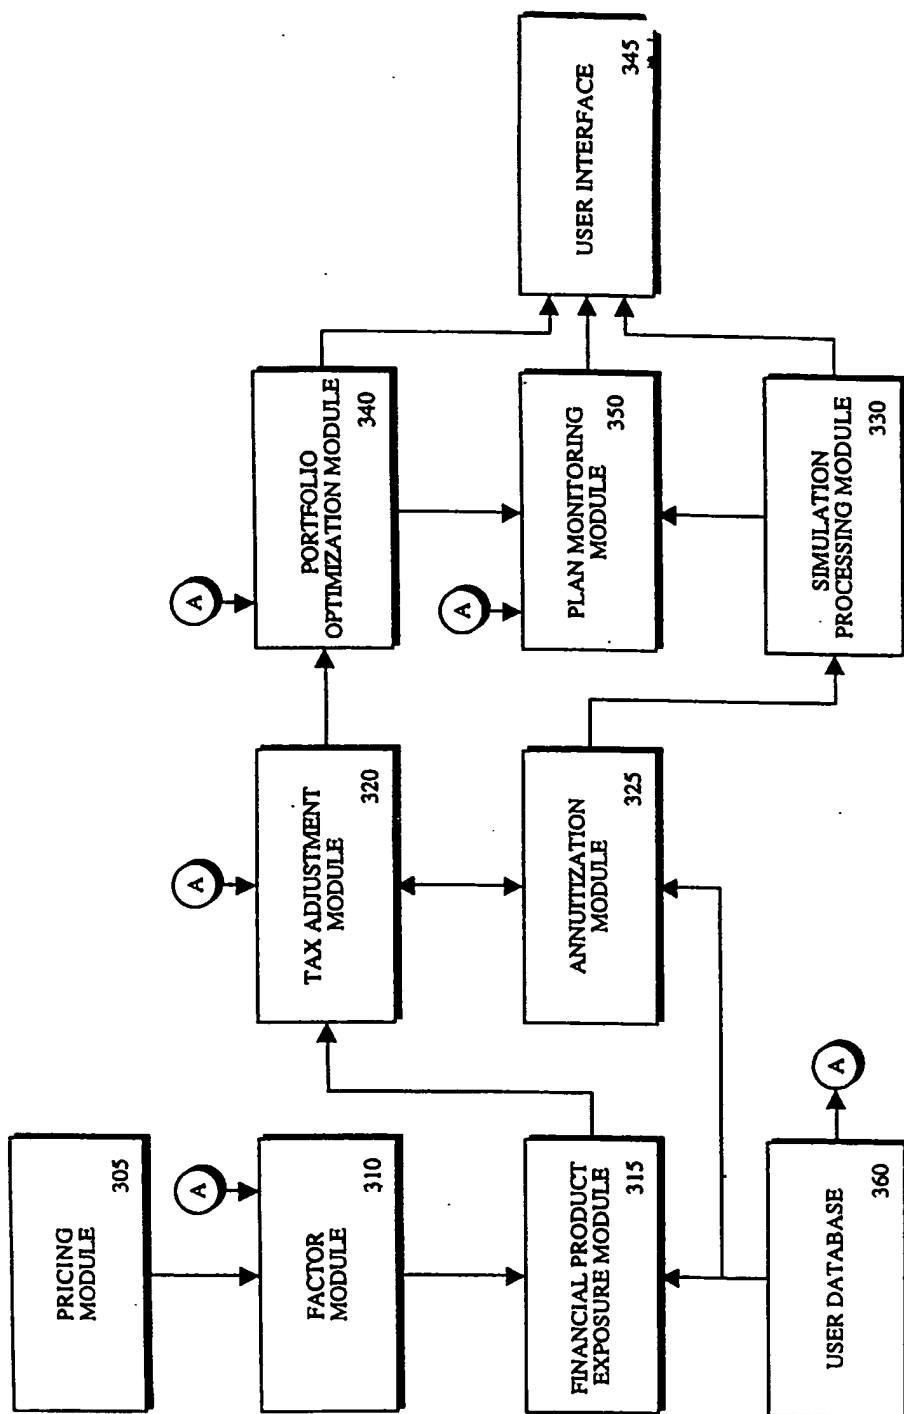 PRICING
MODULE
305
A
FACTOR
MODULE
310
FINANCIAL PRODUCT
EXPOSURE MODULE
315
USER DATABASE
360
A
A
TAX ADJUSTMENT
MODULE
320
ANNUITIZATION
MODULE
325
A
PORTFOLIO
OPTIMIZATION MODULE
340
A
PLAN MONITORING
MODULE
350
SIMULATION
PROCESSING MODULE
330
USER INTERFACE
345